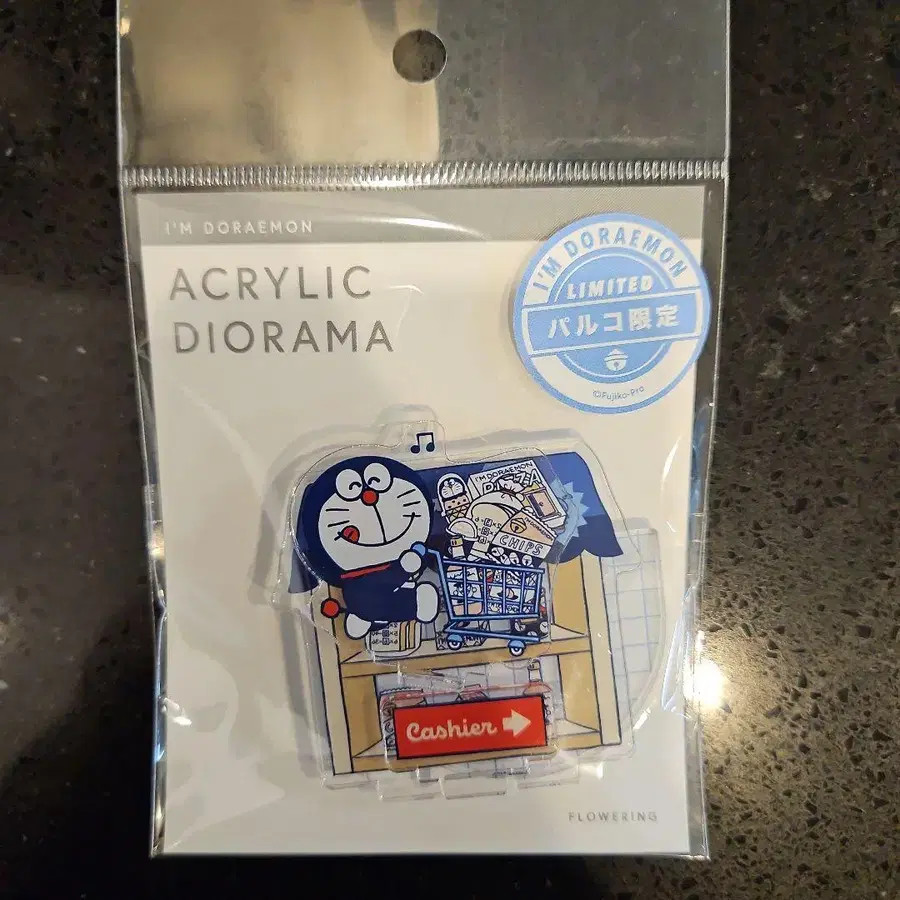 I'M DORAEMON
ACRYLIC
DIORAMA
I'M DORAEMON
LIMITED
パルコ限定
©Fujiko-Pro
I'M DORAEMON
CHIPS
Cashier
FLOWERING